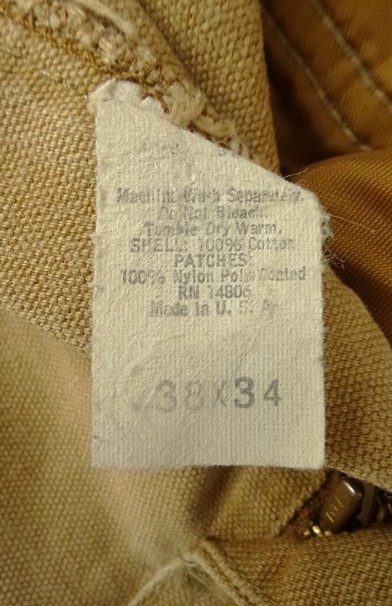 Machine Wash Separately.
Do Not Bleach.
Tumble Dry Warm.
SHELL: 100% Cotton
PATCHES:
100% Nylon Poly Coated
RN 14806
Made in U. S. A.
38X34